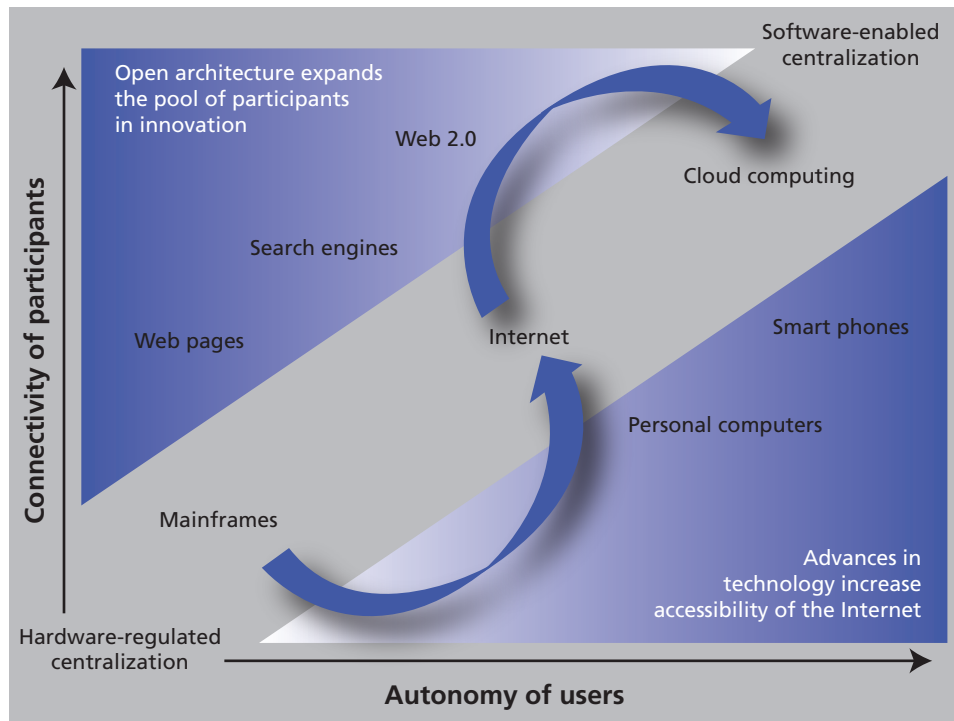 Software-enabled
centralization
Open architecture expands
the pool of participants
in innovation
Web 2.0
Cloud computing
Search engines
Web pages
Internet
Smart phones
Personal computers
Mainframes
Advances in
technology increase
accessibility of the Internet
Hardware-regulated
centralization
Connectivity of participants
Autonomy of users